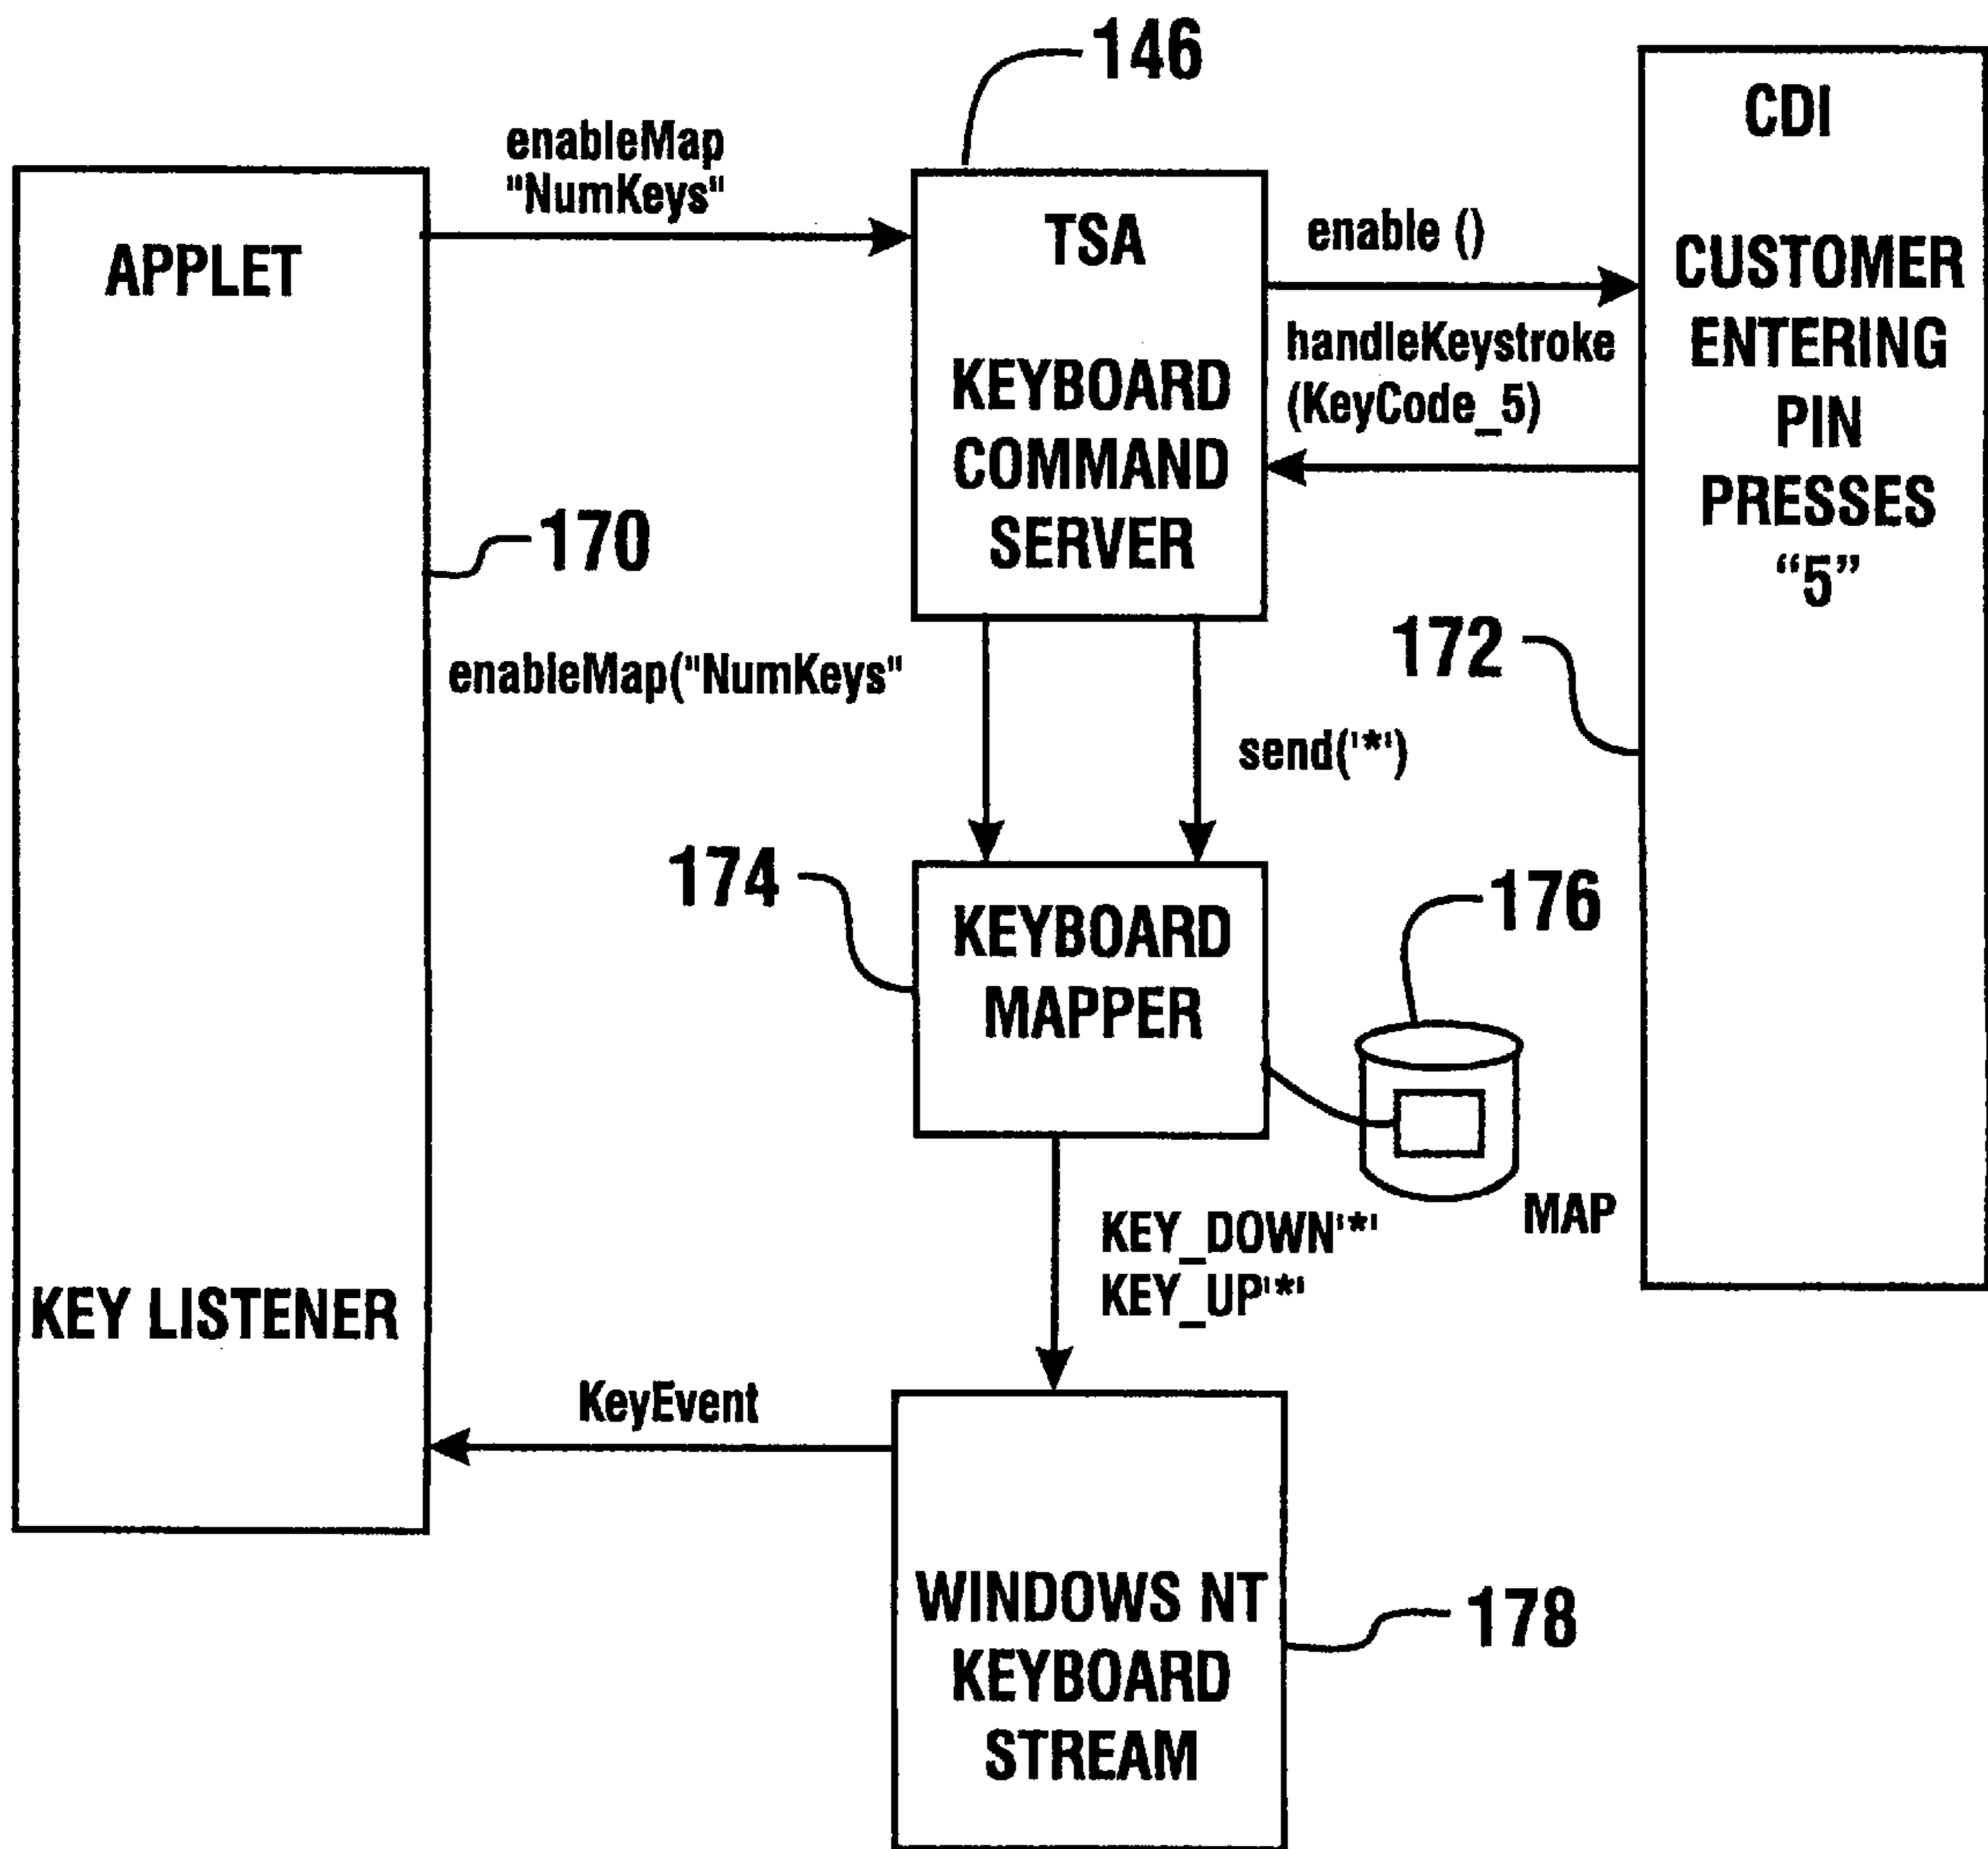 146
CDI
enableMap
"NumKeys"
APPLET
TSA
enable ()
CUSTOMER
ENTERING
PIN
PRESSES
“5”
handleKeystroke
(KeyCode_5)
KEYBOARD
COMMAND
SERVER
170
172
enableMap("NumKeys"
send('*')
174
KEYBOARD
MAPPER
176
MAP
KEY_DOWN'*'
KEY_UP'*'
KEY LISTENER
KeyEvent
WINDOWS NT
KEYBOARD
STREAM
178